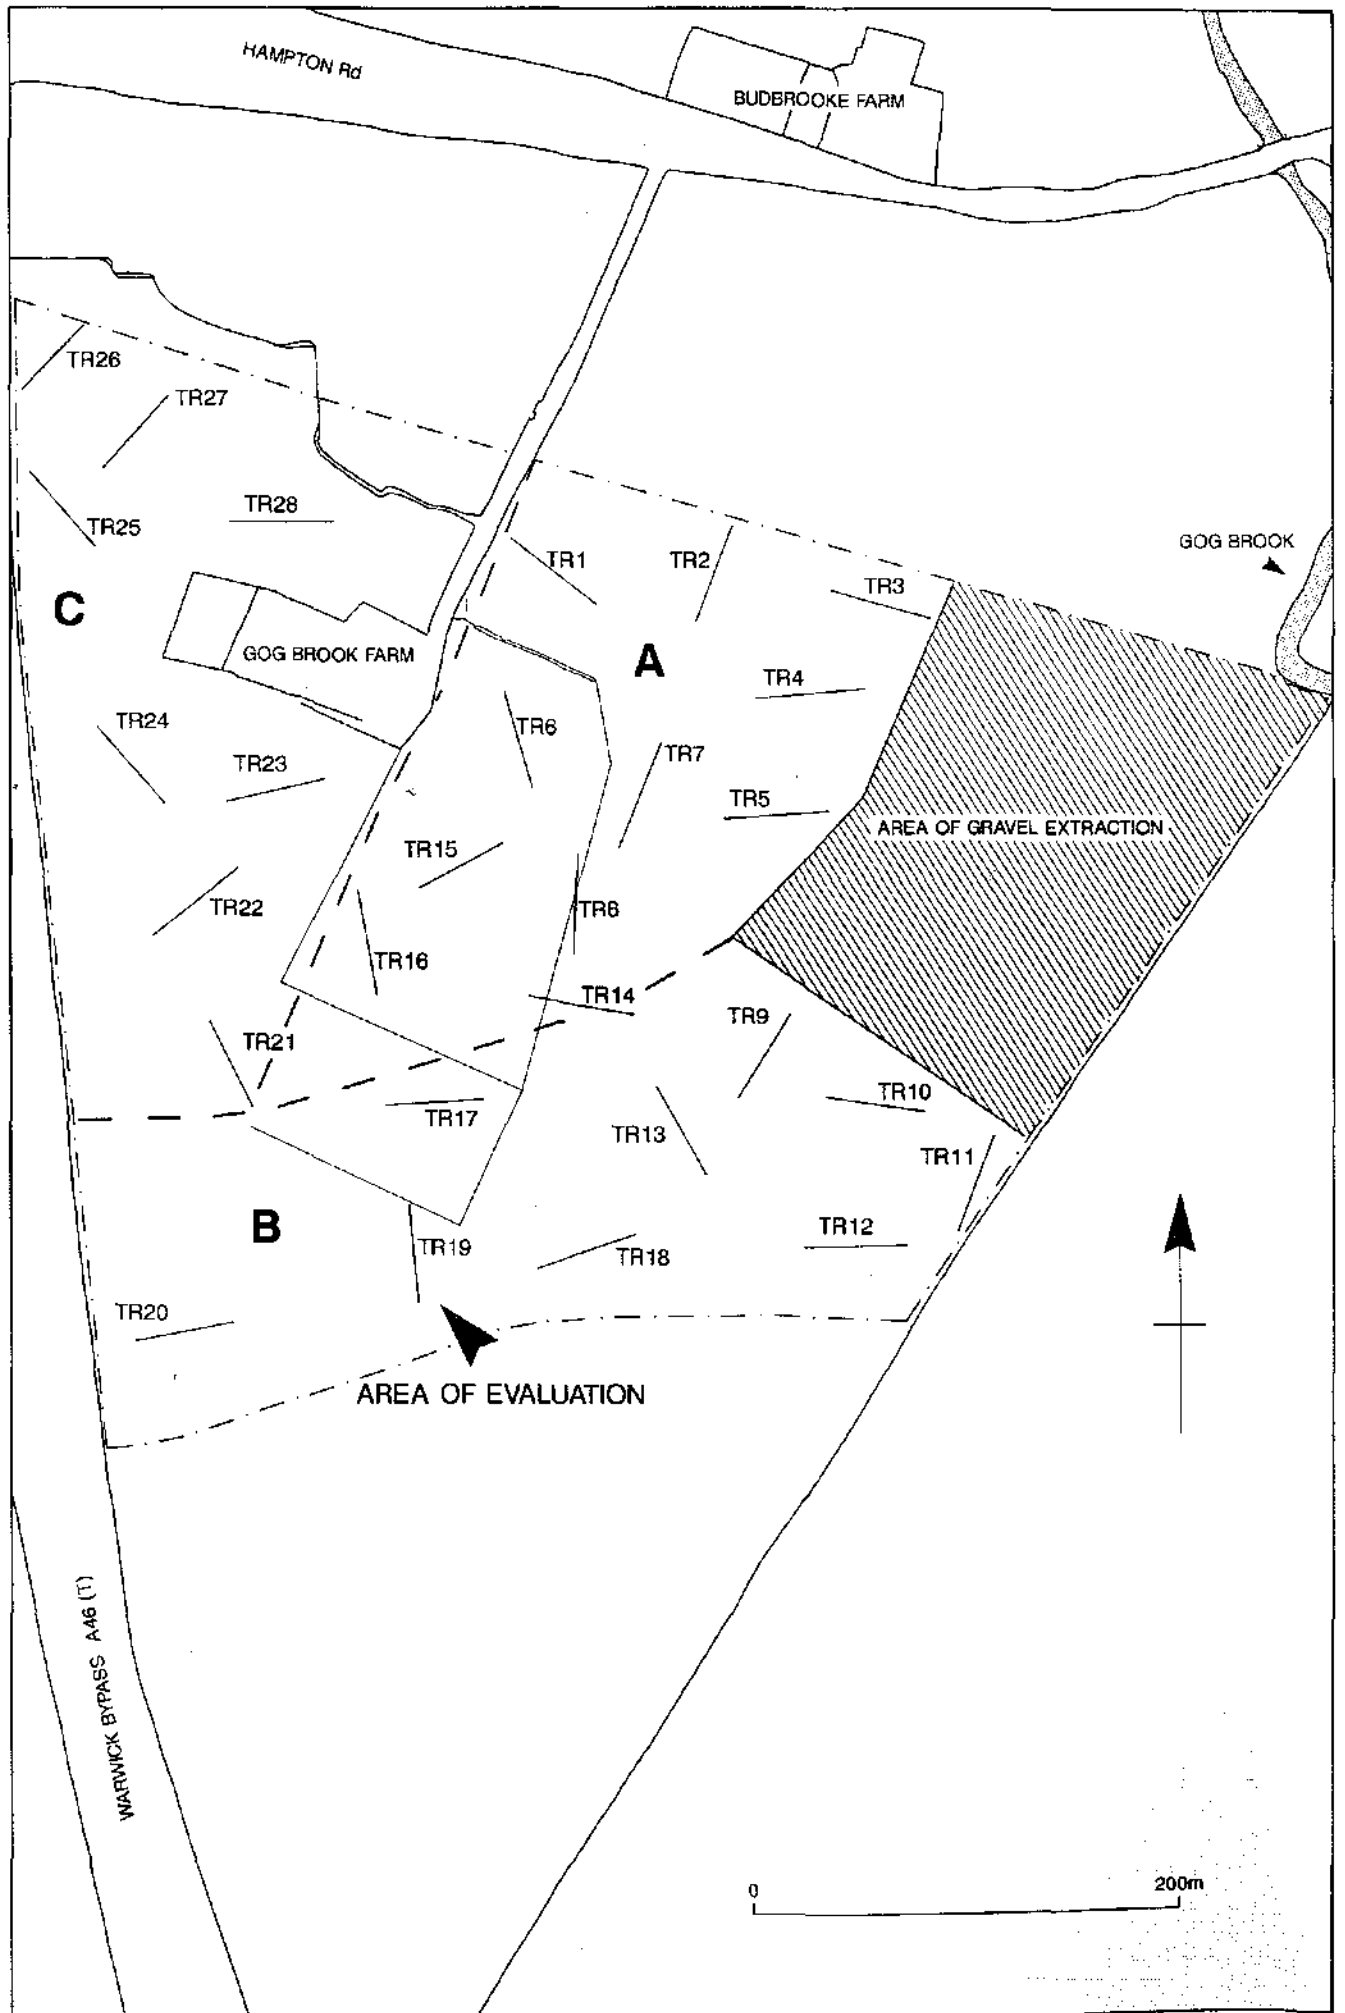 HAMPTON Rd
BUDBROOKE FARM
TR26
TR27
TR28
TR25
TR1
TR2
TR3
GOG BROOK
C
GOG BROOK FARM
A
TR4
TR24
TR6
TR7
TR23
TR5
AREA OF GRAVEL EXTRACTION
TR15
TR22
TR8
TR16
TR14
TR9
TR21
TR10
TR17
TR13
TR11
B
TR12
TR19
TR18
TR20
AREA OF EVALUATION
WARWICK BYPASS A46 (T)
0
200m